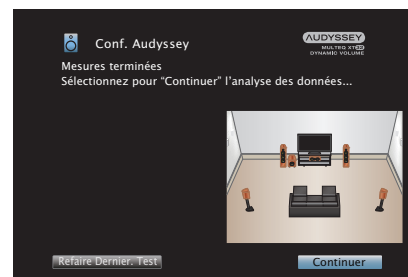 Conf. Audyssey
AUDYSSEY
MULTEQ XT32
DYNAMIC VOLUME
Mesures terminées
Sélectionnez pour “Continuer” l’analyse des données...
Refaire Dernier. Test
Continuer